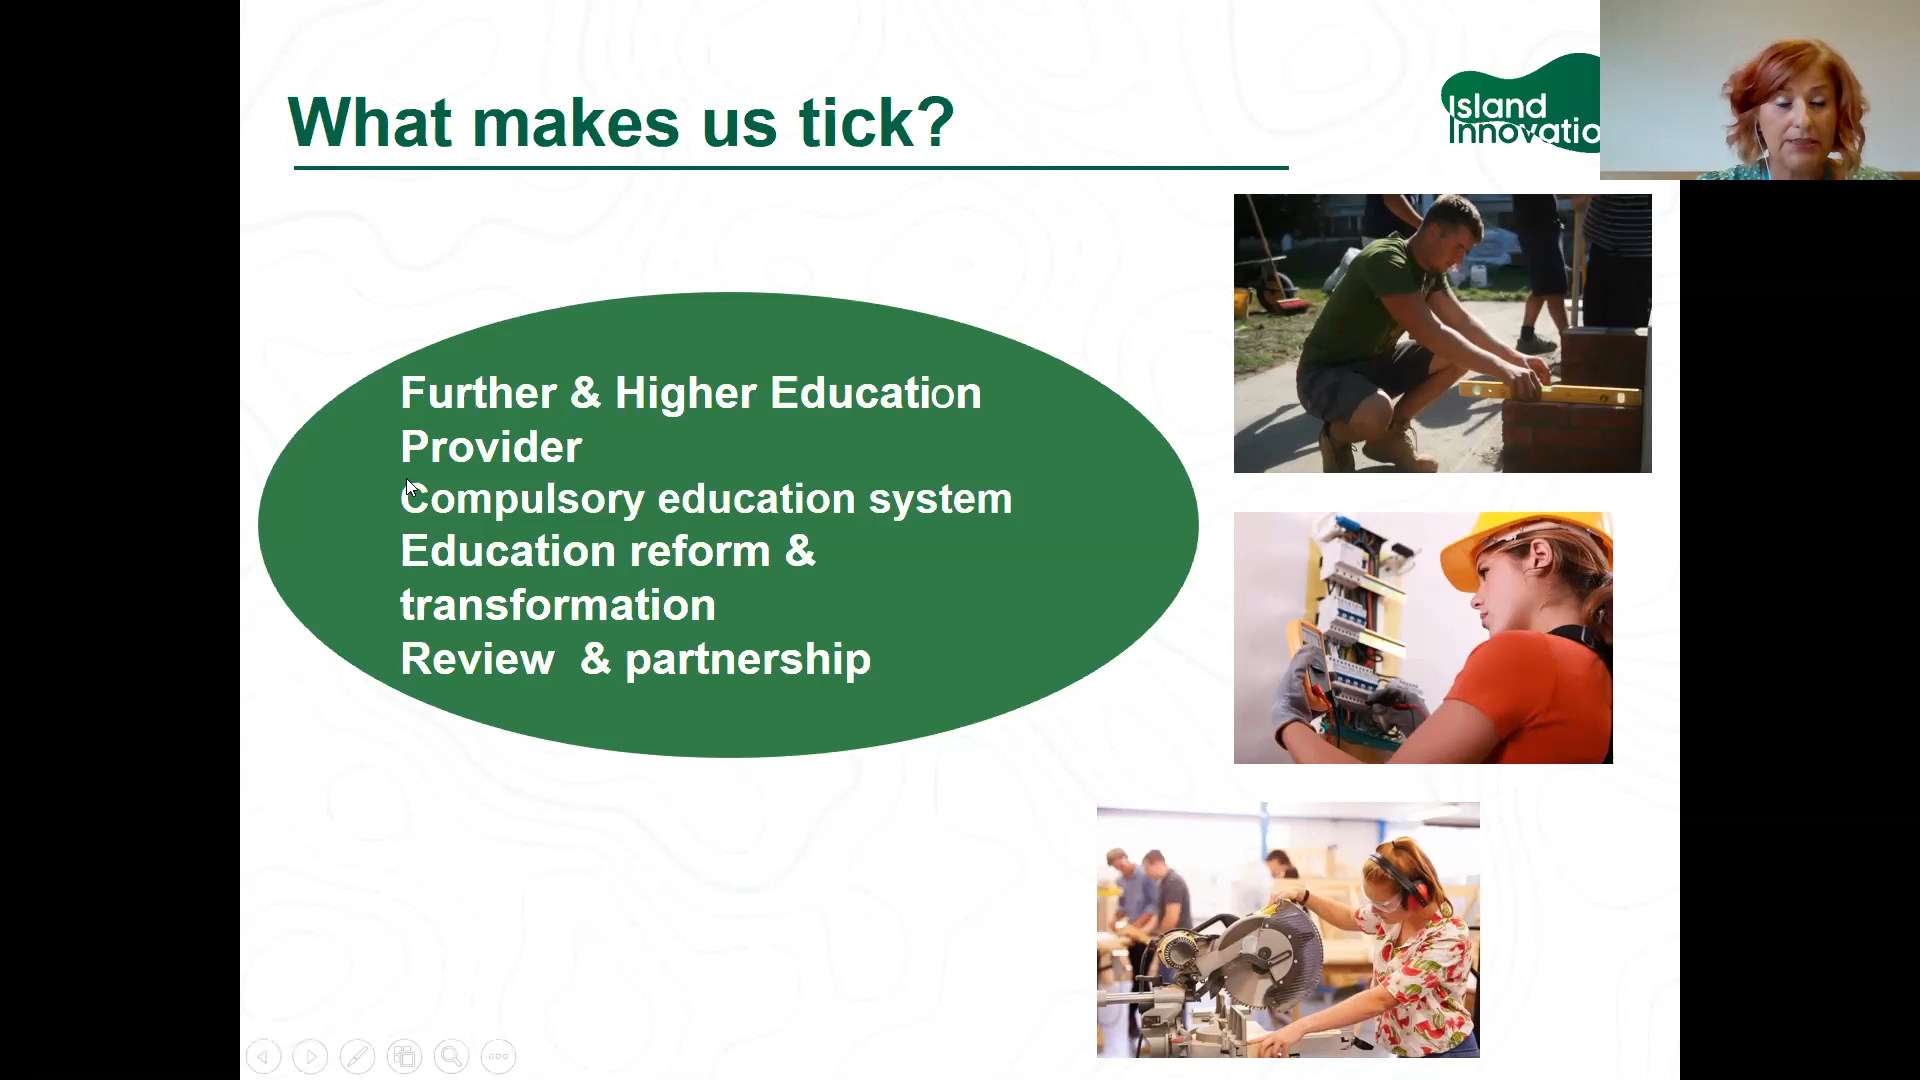 What makes us tick?
Island
Innovatio
Further & Higher Education
Provider
Compulsory education system
Education reform &
transformation
Review  & partnership